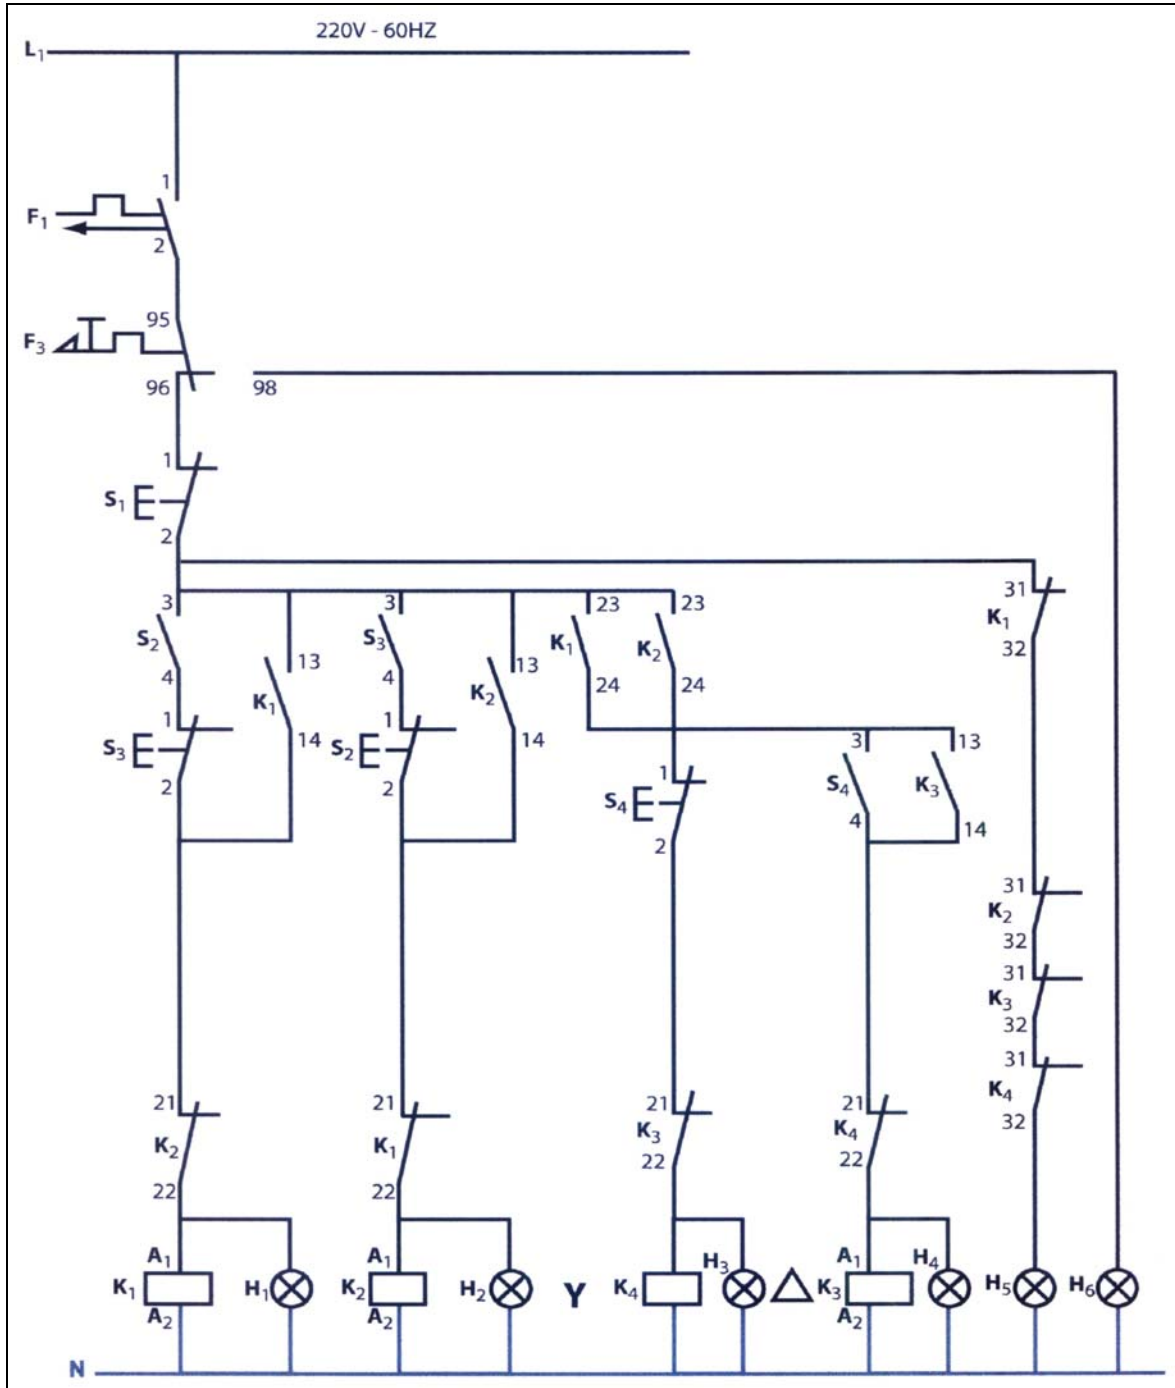 220V - 60HZ
L1
1
F1
2
95
F3
96 98
1
S1
2
3 3 23 23 31
S2 S3 K1 K2 K1
4 13 4 13 24 24 32
K1 K2
1 14 1 14 3 13
S3 S2 1 S4 K3
2 2 S4 4 14
2
31
K2
32
31
K3
32
31
K4
32
21 21 21 21
K2 K1 K3 K4
22 22 22 22
A1 A1 H3 A1 H4
K1 H1 K2 H2 Y K4 K3 H5 H6
A2 A2 A2
N